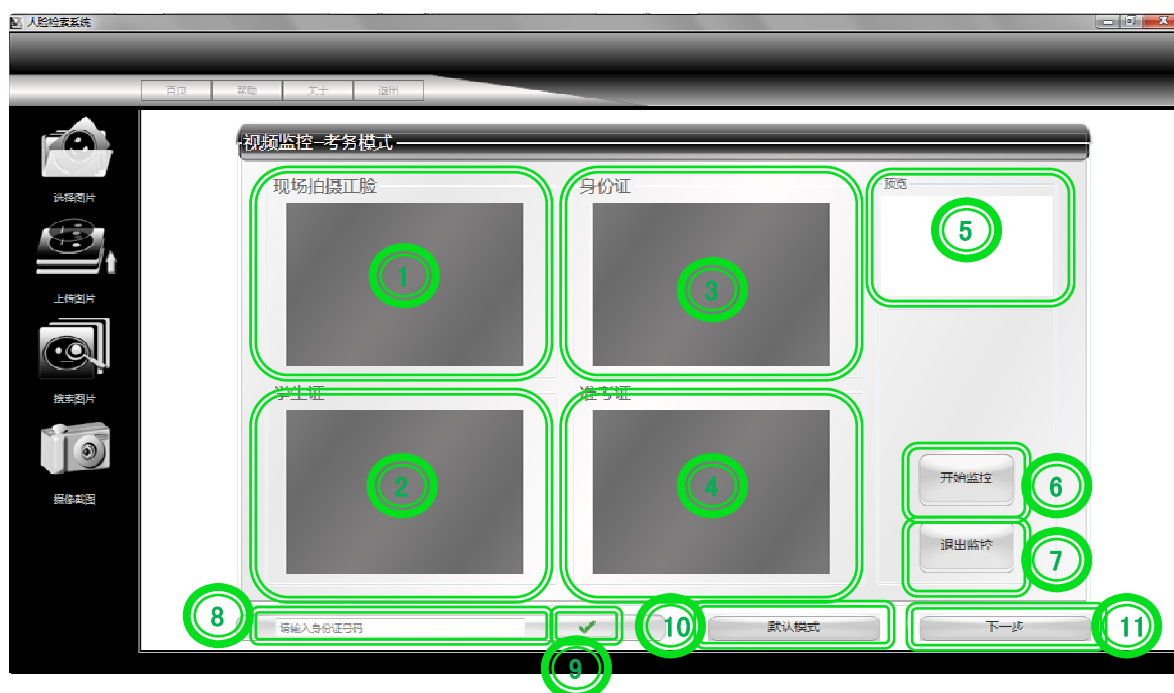 人脸检索系统
首页 帮助 关于 退出
选择图片
上传图片
搜索图片
摄像截图
视频监控-考务模式
现场拍摄正脸
1
身份证
3
预览
5
学生证
2
准考证
4
开始监控
6
退出监控
7
8
请输入身份证号码
9
10
默认模式
下一步
11